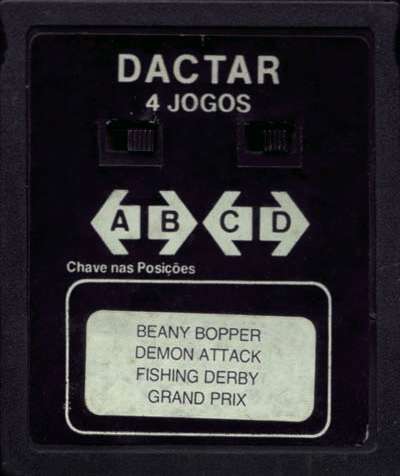 DACTAR
4 JOGOS
A B C D
Chave nas Posições
BEANY BOPPER
DEMON ATTACK
FISHING DERBY
GRAND PRIX